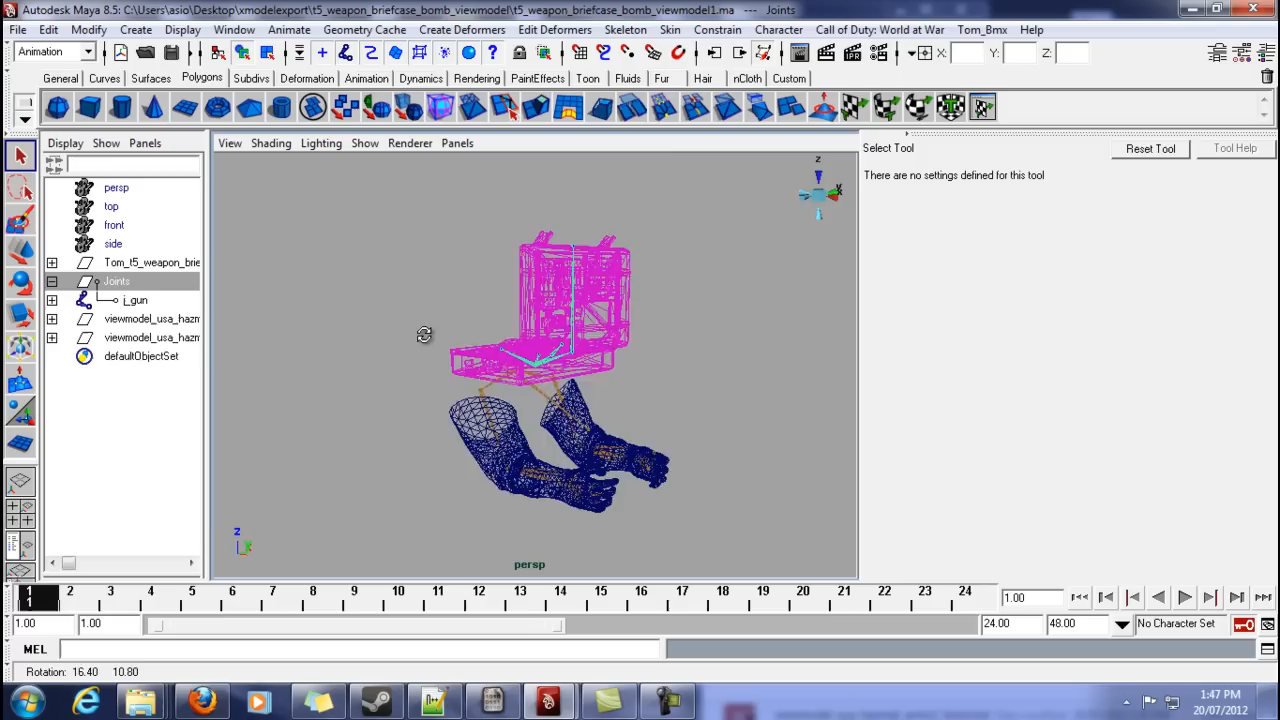 Autodesk Maya 8.5: C:\Users\asio\Desktop\xmodelexport\t5_weapon_briefcase_bomb_viewmodel\t5_weapon_briefcase_bomb_viewmodel1.ma --- Joints
File Edit Modify Create Display Window Assets Animate Geometry Cache Create Deformers Edit Deformers Skeleton Skin Constrain Character Call of Duty: World at War Tom_Bmx Help
Animation X: Y: Z:
General Curves Surfaces Polygons Subdivs Deformation Animation Dynamics Rendering PaintEffects Toon Fluids Fur Hair nCloth Custom
Display Show Panels
View Shading Lighting Show Renderer Panels
Select Tool Reset Tool Tool Help
There are no settings defined for this tool
persp
top
front
side
Tom_t5_weapon_brie
Joints
j_gun
viewmodel_usa_hazm
viewmodel_usa_hazm
defaultObjectSet
z
z
persp
1 2 3 4 5 6 7 8 9 10 11 12 13 14 15 16 17 18 19 20 21 22 23 24
1 1.00
1.00 1.00 24.00 48.00 No Character Set
MEL
Rotation: 16.40 10.80
1:47 PM
20/07/2012